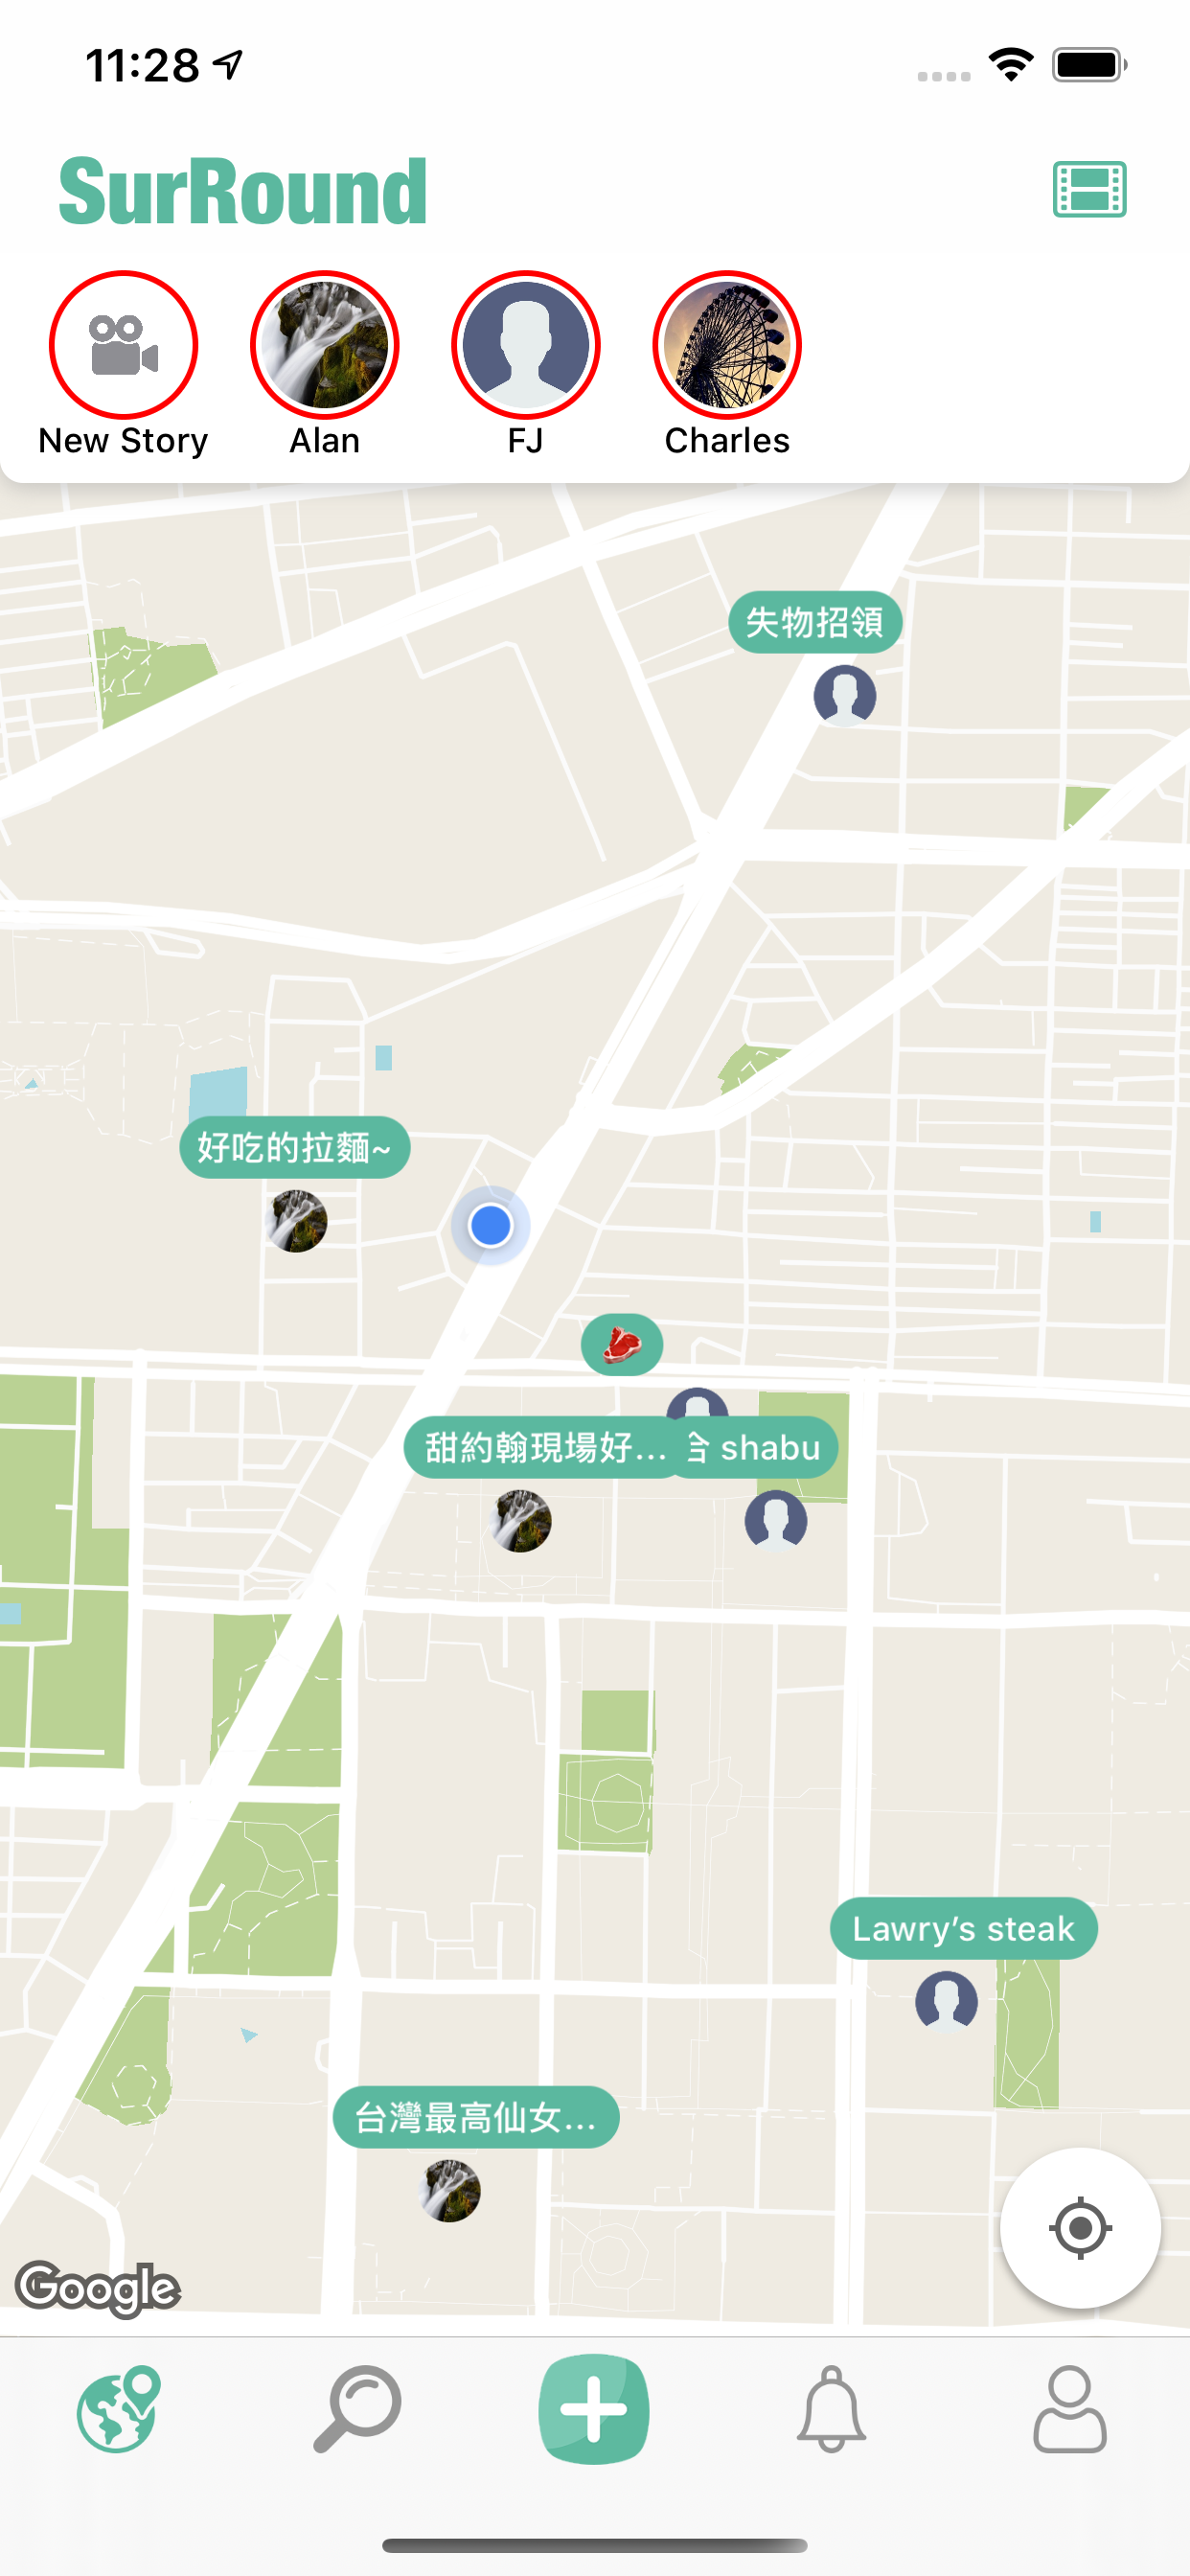 11:28
SurRound
New Story
Alan
FJ
Charles
失物招領
好吃的拉麵~
甜約翰現場好...
shabu
Lawry’s steak
台灣最高仙女...
Google